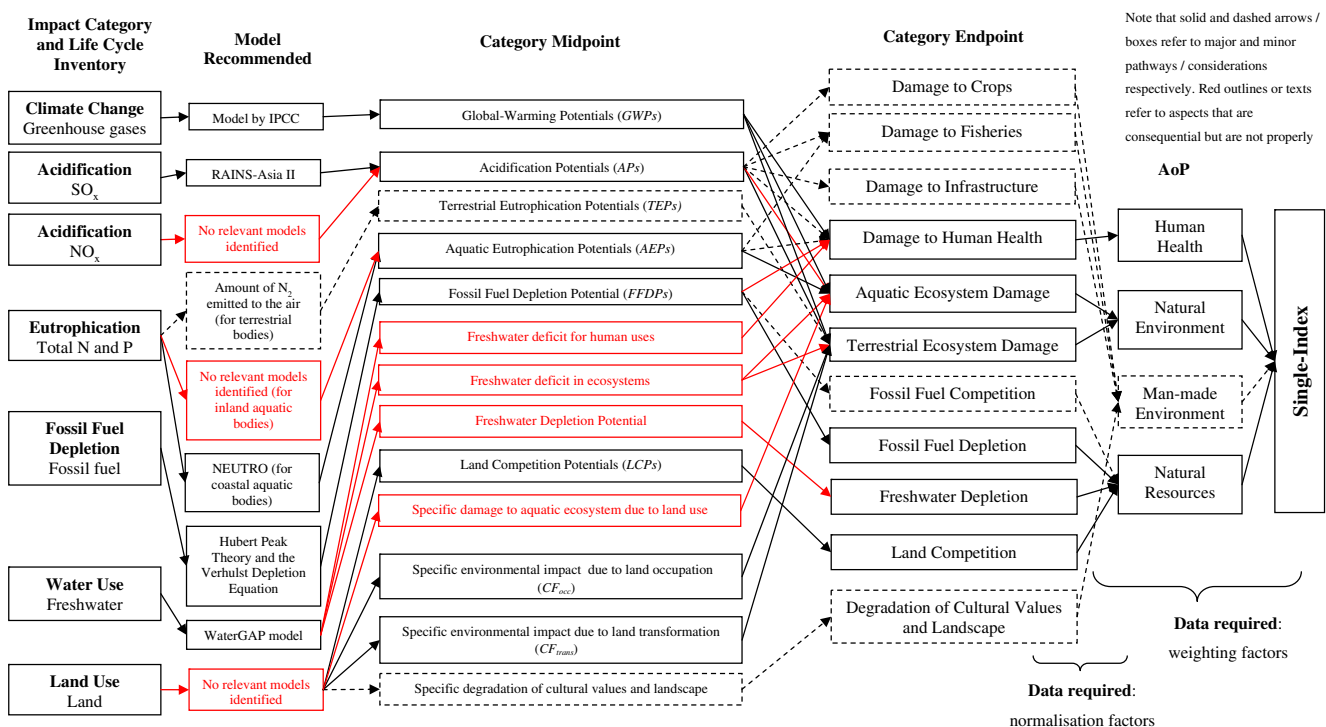 Impact Category
and Life Cycle
Inventory
Model
Recommended
Category Midpoint
Category Endpoint
Note that solid and dashed arrows /
boxes refer to major and minor
pathways / considerations
respectively. Red outlines or texts
refer to aspects that are
consequential but are not properly
AoP
Climate Change
Greenhouse gases
Acidification
SOx
Acidification
NOx
Eutrophication
Total N and P
Fossil Fuel
Depletion
Fossil fuel
Water Use
Freshwater
Land Use
Land
Model by IPCC
RAINS-Asia II
No relevant models
identified
Amount of N2
emitted to the air
(for terrestrial
bodies)
No relevant models
identified (for
inland aquatic
bodies)
NEUTRO (for
coastal aquatic
bodies)
Hubert Peak
Theory and the
Verhulst Depletion
Equation
WaterGAP model
No relevant models
identified
Global-Warming Potentials (GWPs)
Acidification Potentials (APs)
Terrestrial Eutrophication Potentials (TEPs)
Aquatic Eutrophication Potentials (AEPs)
Fossil Fuel Depletion Potential (FFDPs)
Freshwater deficit for human uses
Freshwater deficit in ecosystems
Freshwater Depletion Potential
Land Competition Potentials (LCPs)
Specific damage to aquatic ecosystem due to land use
Specific environmental impact due to land occupation
(CFocc)
Specific environmental impact due to land transformation
(CFtrans)
Specific degradation of cultural values and landscape
Damage to Crops
Damage to Fisheries
Damage to Infrastructure
Damage to Human Health
Aquatic Ecosystem Damage
Terrestrial Ecosystem Damage
Fossil Fuel Competition
Fossil Fuel Depletion
Freshwater Depletion
Land Competition
Degradation of Cultural Values
and Landscape
Human
Health
Natural
Environment
Man-made
Environment
Natural
Resources
Single-Index
Data required:
weighting factors
Data required:
normalisation factors